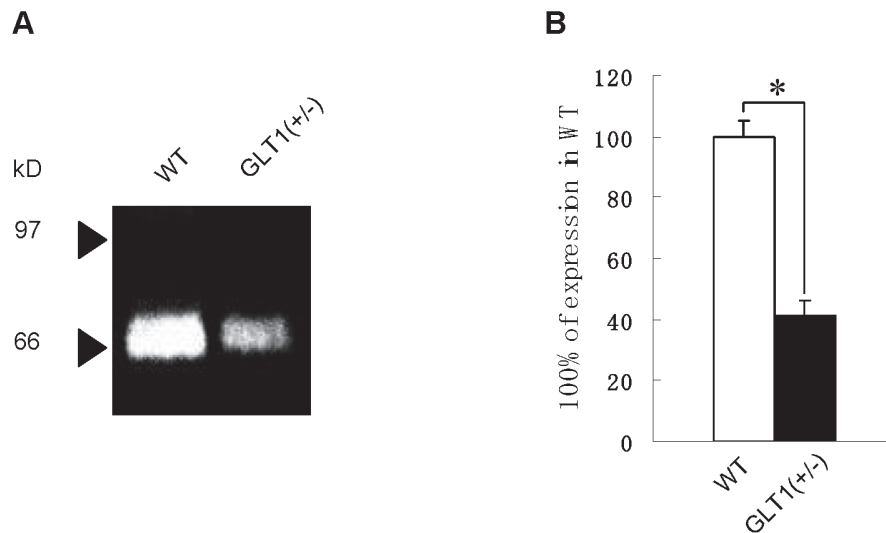 A
kD
WT
GLT1(+/-)
97
66
B
100% of expression in WT
120
100
80
60
40
20
0
*
WT
GLT1(+/-)